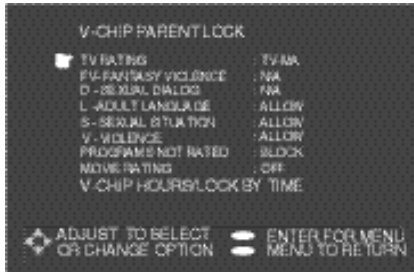 V-CHIP PARENT LOCK
TV RATING : TV-MA
FV-FANTASY VIOLENCE : NA
D - SEXUAL DIALOG : NA
L -ADULT LANGUAGE : ALLOW
S - SEXUAL SITUATION : ALLOW
V - VIOLENCE : ALLOW
PROGRAMS NOT RATED : BLOCK
MOVIE RATING : OFF
V-CHIP HOURS/LOCK BY TIME
ADJUST TO SELECT ENTER FOR MENU
OR CHANGE OPTION MENU TO RETURN